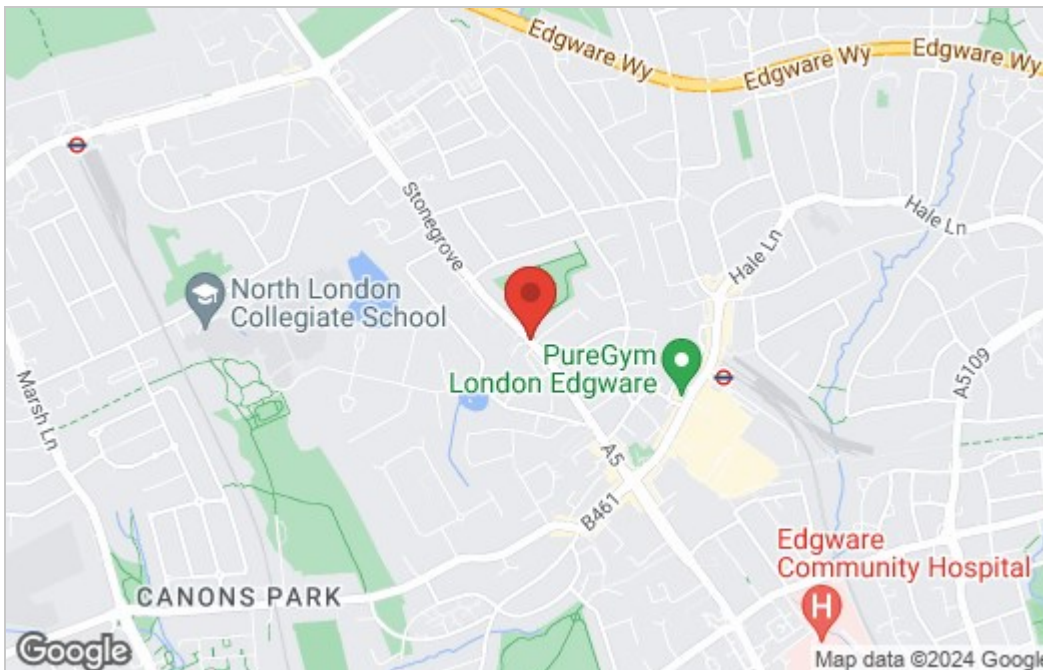 Edgware Wy
Edgware Wy
Edgware Wy
Stonegrove
Hale Ln
Hale Ln
North London
Collegiate School
PureGym
London Edgware
A5109
Marsh Ln
A5
B461
Edgware
Community Hospital
H
CANONS PARK
Google
Map data ©2024 Google